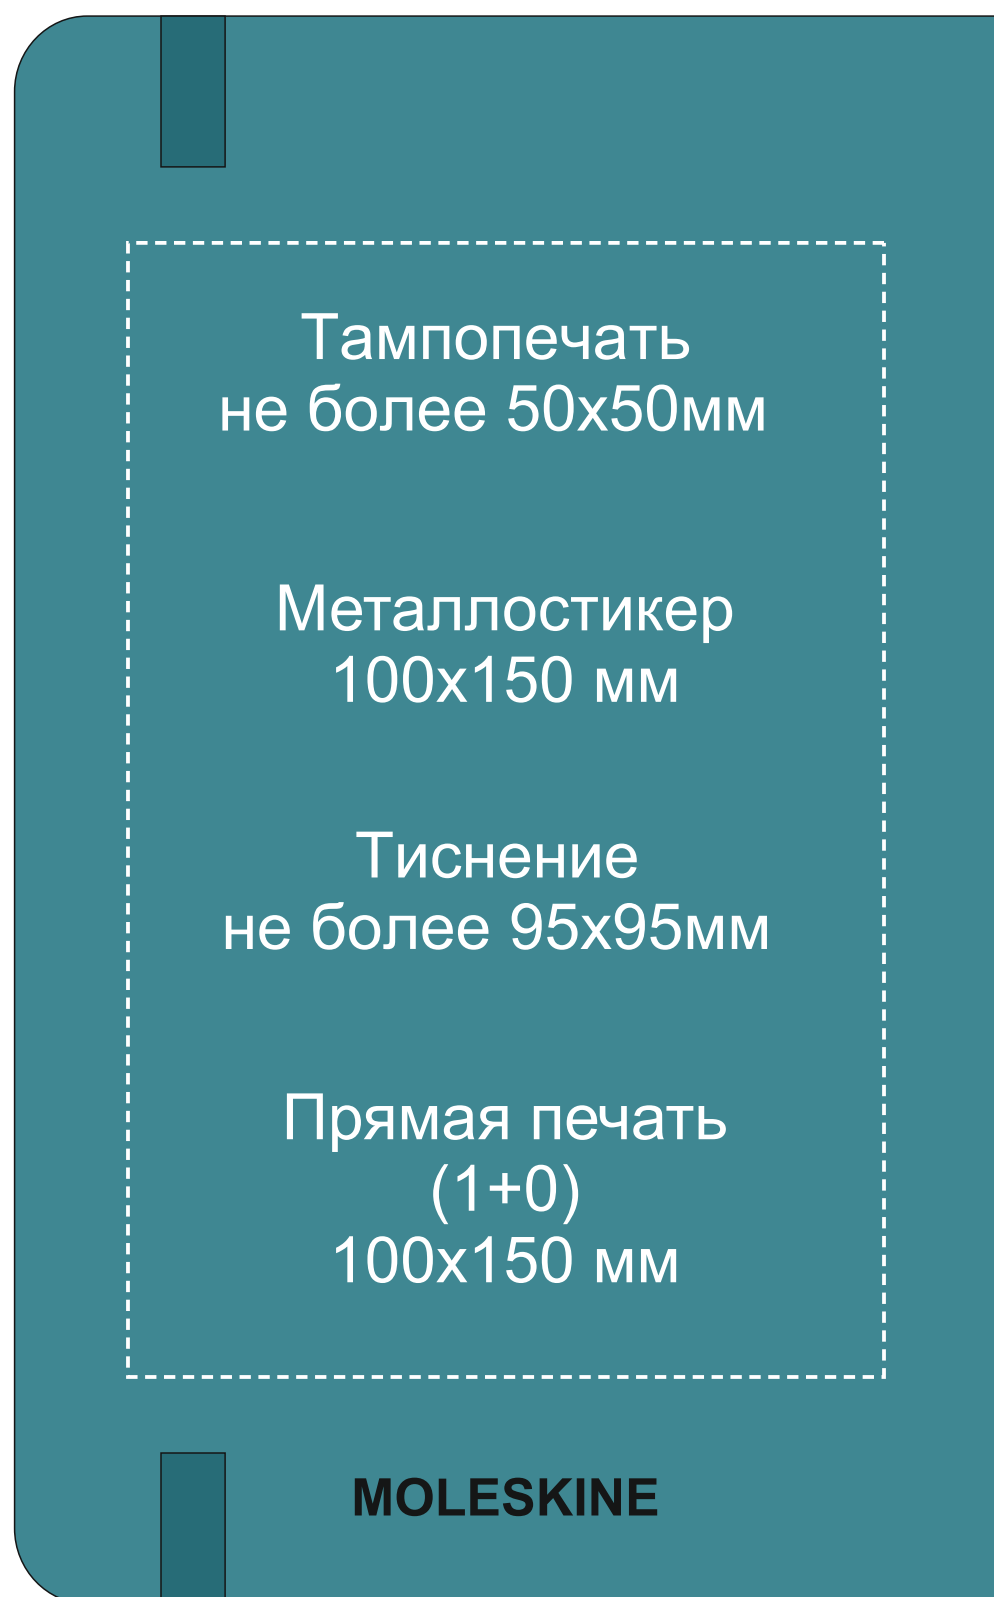 Тампопечать
не более 50х50мм
Металлостикер
100х150 мм
Тиснение
не более 95х95мм
Прямая печать
(1+0)
100х150 мм
MOLESKINE